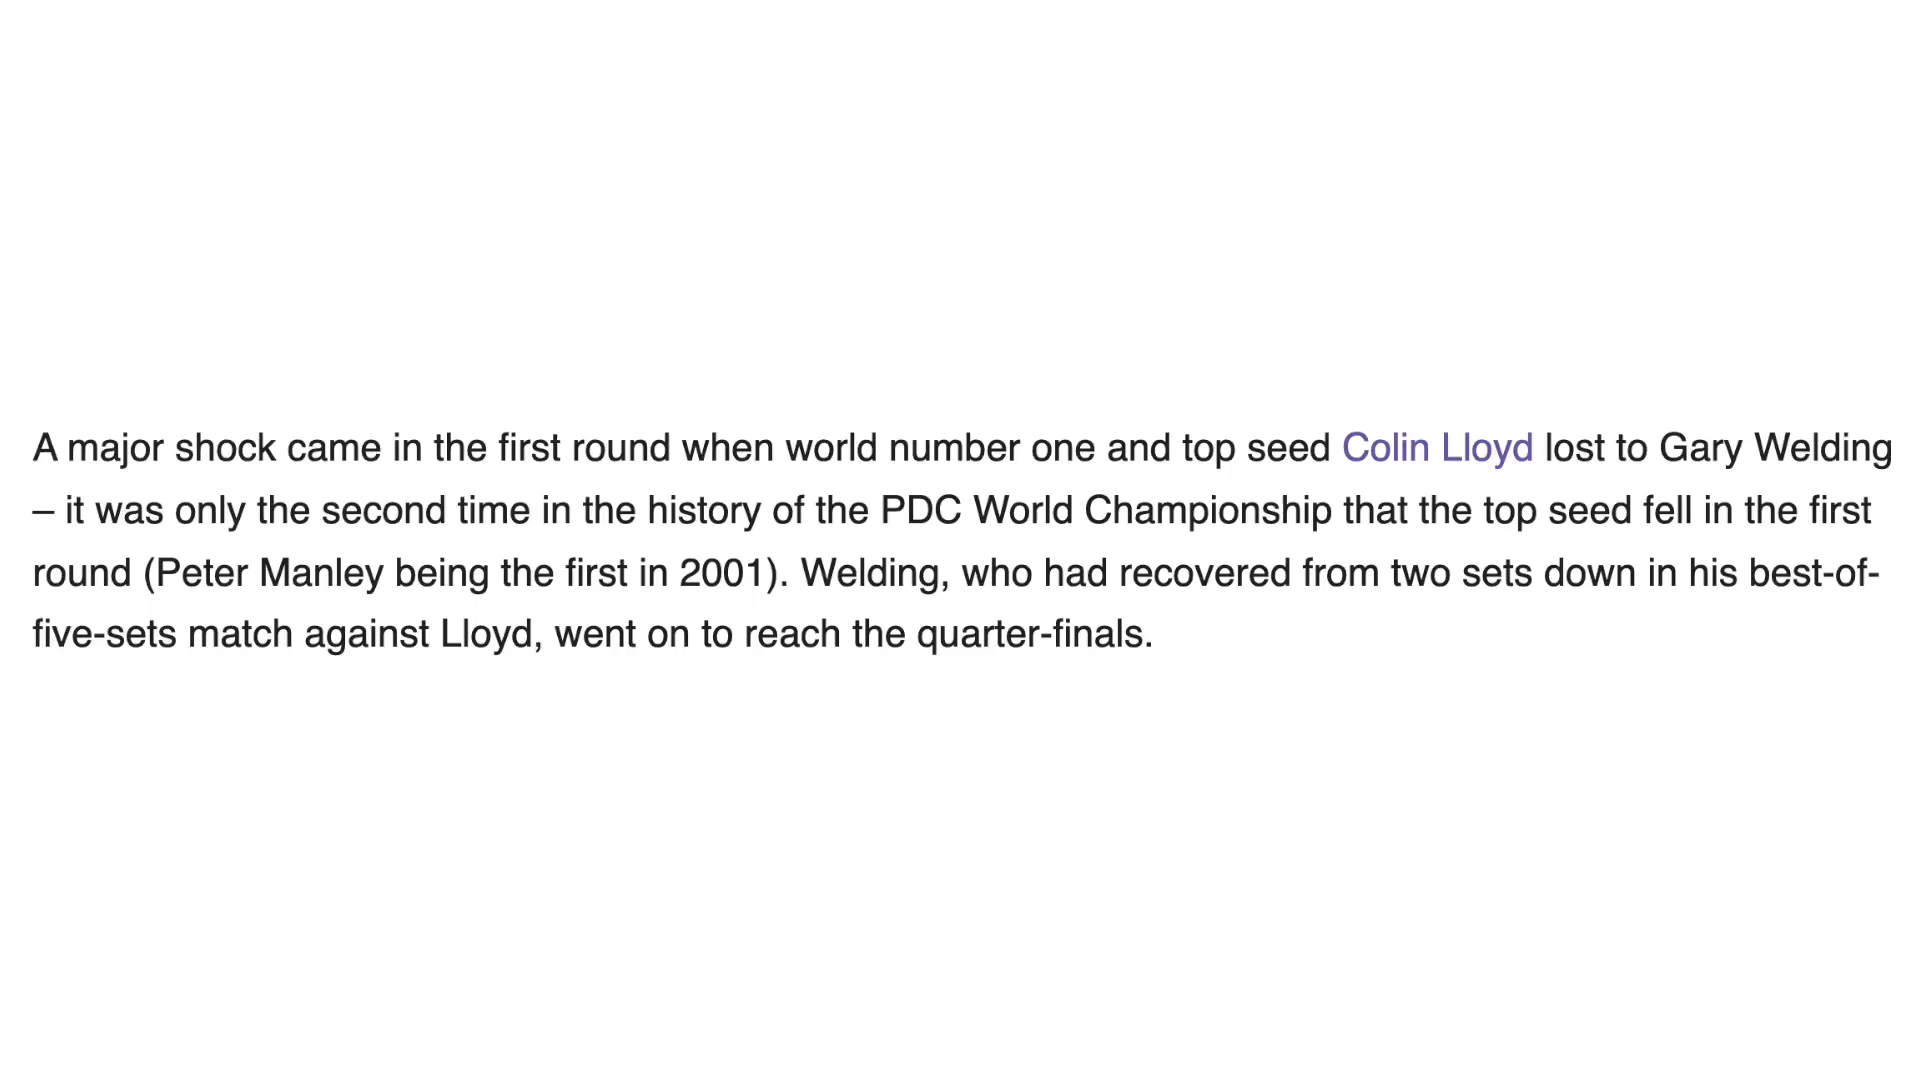 A major shock came in the first round when world number one and top seed Colin Lloyd lost to Gary Welding
– it was only the second time in the history of the PDC World Championship that the top seed fell in the first
round (Peter Manley being the first in 2001). Welding, who had recovered from two sets down in his best-of-
five-sets match against Lloyd, went on to reach the quarter-finals.